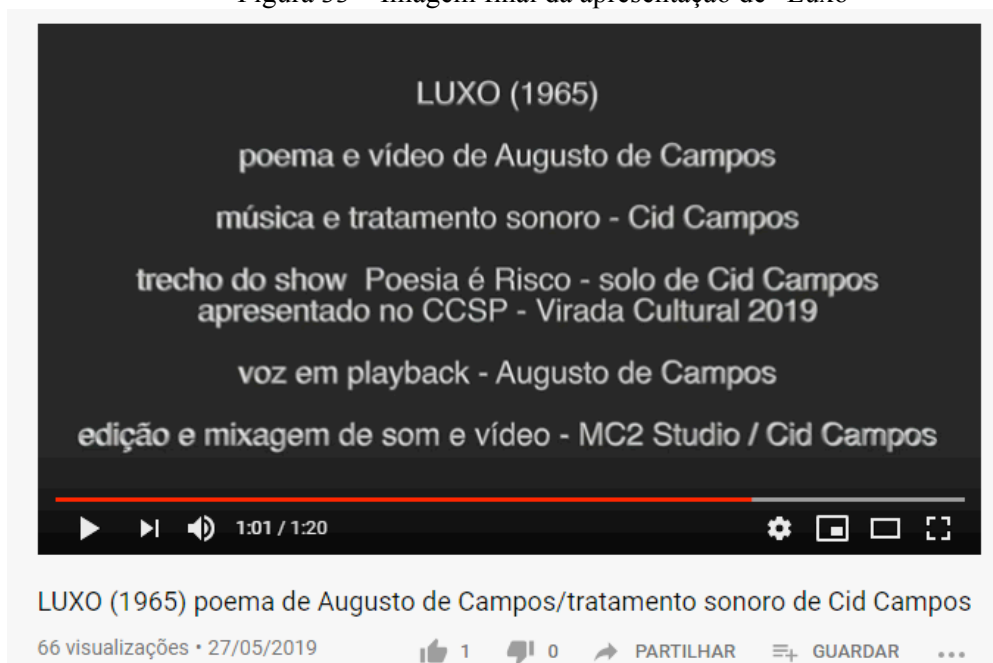 Figura 33 – Imagem final da apresentação de "Luxo"
LUXO (1965)
poema e vídeo de Augusto de Campos
música e tratamento sonoro - Cid Campos
trecho do show Poesia é Risco - solo de Cid Campos
apresentado no CCSP - Virada Cultural 2019
voz em playback - Augusto de Campos
edição e mixagem de som e vídeo - MC2 Studio / Cid Campos
1:01 / 1:20
LUXO (1965) poema de Augusto de Campos/tratamento sonoro de Cid Campos
66 visualizações • 27/05/2019 1 0 PARTILHAR GUARDAR